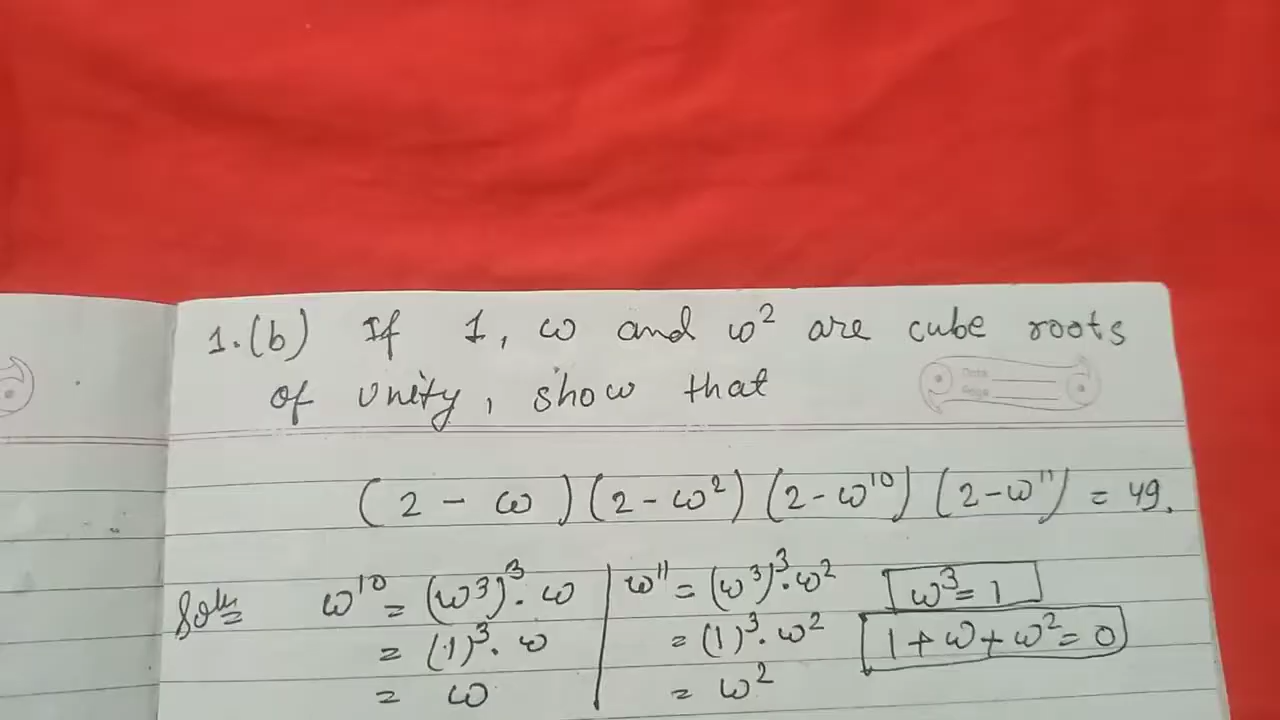 1.(b) If 1, ω and ω² are cube roots
of unity, show that
Date
Page
(2 - ω)(2-ω²)(2-ω¹⁰)(2-ω¹¹) = 49.
Soln ω¹⁰ = (ω³)³·ω | ω¹¹ = (ω³)³·ω² ω³=1
= (1)³·ω = (1)³·ω² 1+ω+ω²=0
= ω = ω²